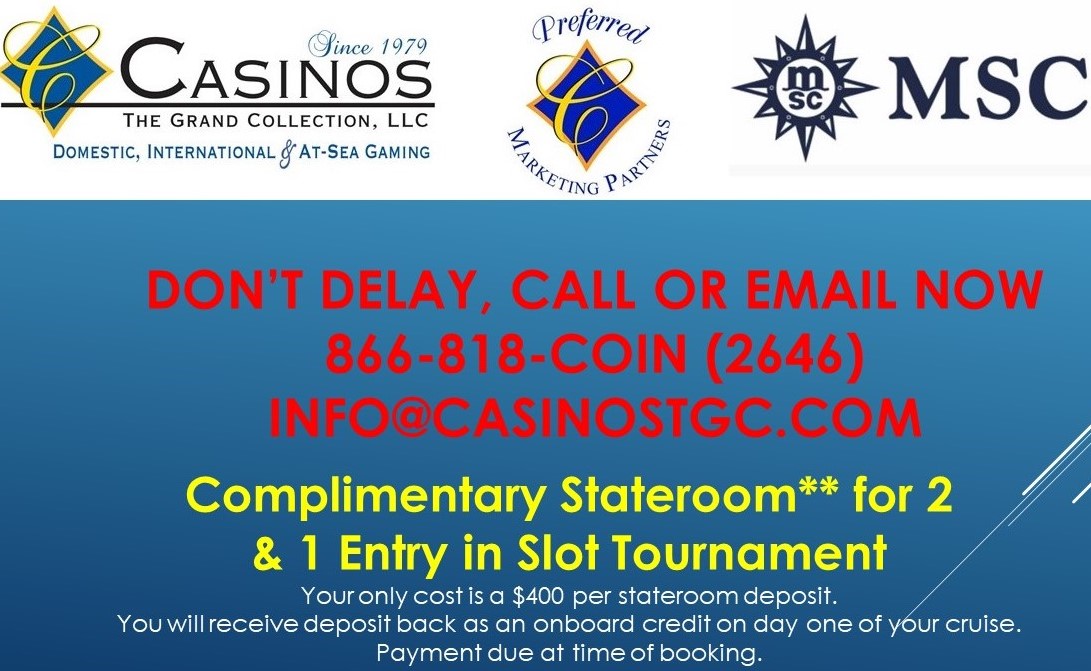 Since 1979
CASINOS
THE GRAND COLLECTION, LLC
DOMESTIC, INTERNATIONAL & AT-SEA GAMING
Preferred
MARKETING PARTNERS
msc
MSC
DON'T DELAY, CALL OR EMAIL NOW
866-818-COIN (2646)
INFO@CASINOSTGC.COM
Complimentary Stateroom** for 2
& 1 Entry in Slot Tournament
Your only cost is a $400 per stateroom deposit.
You will receive deposit back as an onboard credit on day one of your cruise.
Payment due at time of booking.